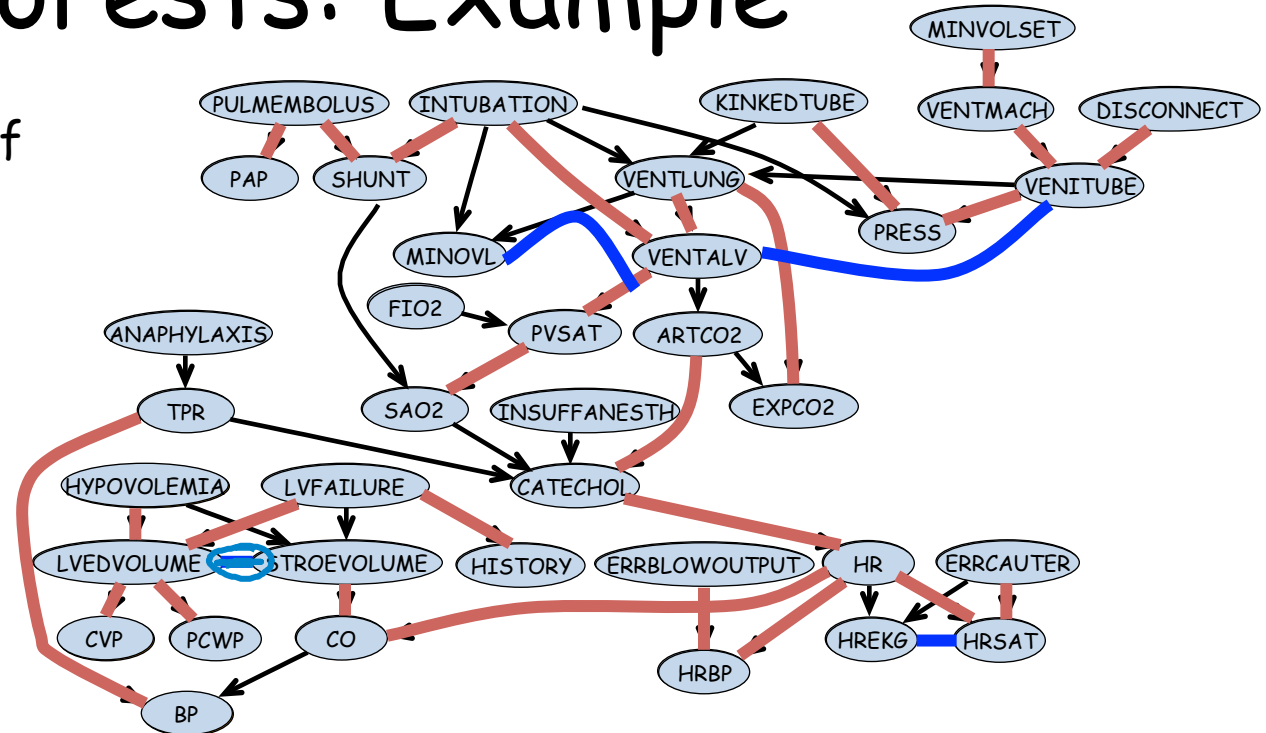 orests: Example
MINVOLSET
PULMEMBOLUS INTUBATION KINKEDTUBE VENTMACH DISCONNECT
f
PAP SHUNT VENTLUNG VENITUBE
PRESS
MINOVL VENTALV
FIO2
ANAPHYLAXIS PVSAT ARTCO2
TPR SAO2 INSUFFANESTH EXPCO2
HYPOVOLEMIA LVFAILURE CATECHOL
LVEDVOLUME STROEVOLUME HISTORY ERRBLOWOUTPUT HR ERRCAUTER
CVP PCWP CO HREKG HRSAT
HRBP
BP